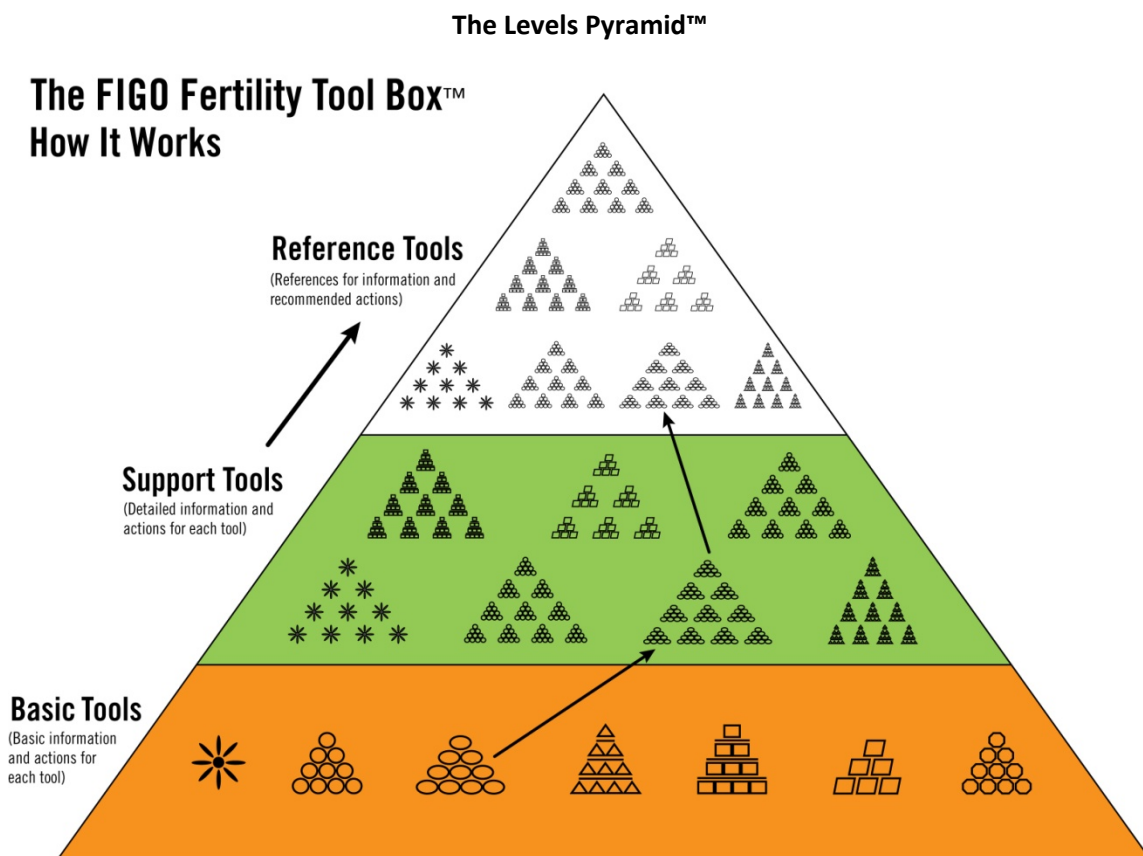 The Levels Pyramid™
The FIGO Fertility Tool Box™
How It Works
Reference Tools
(References for information and
recommended actions)
Support Tools
(Detailed information and
actions for each tool)
Basic Tools
(Basic information
and actions for
each tool)